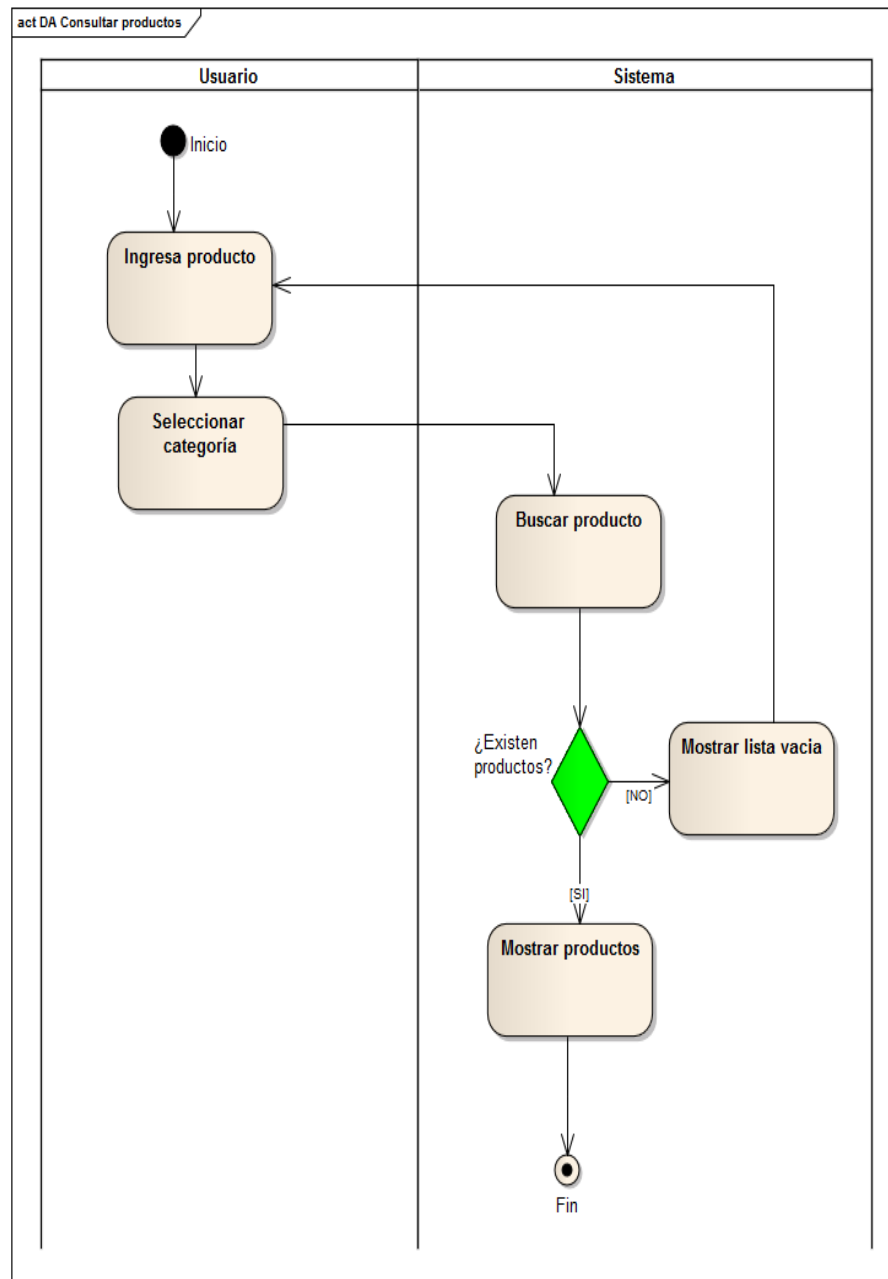 act DA Consultar productos
Usuario
Sistema
Inicio
Ingresa producto
Seleccionar
categoría
Buscar producto
¿Existen
productos?
[NO]
Mostrar lista vacia
[SI]
Mostrar productos
Fin